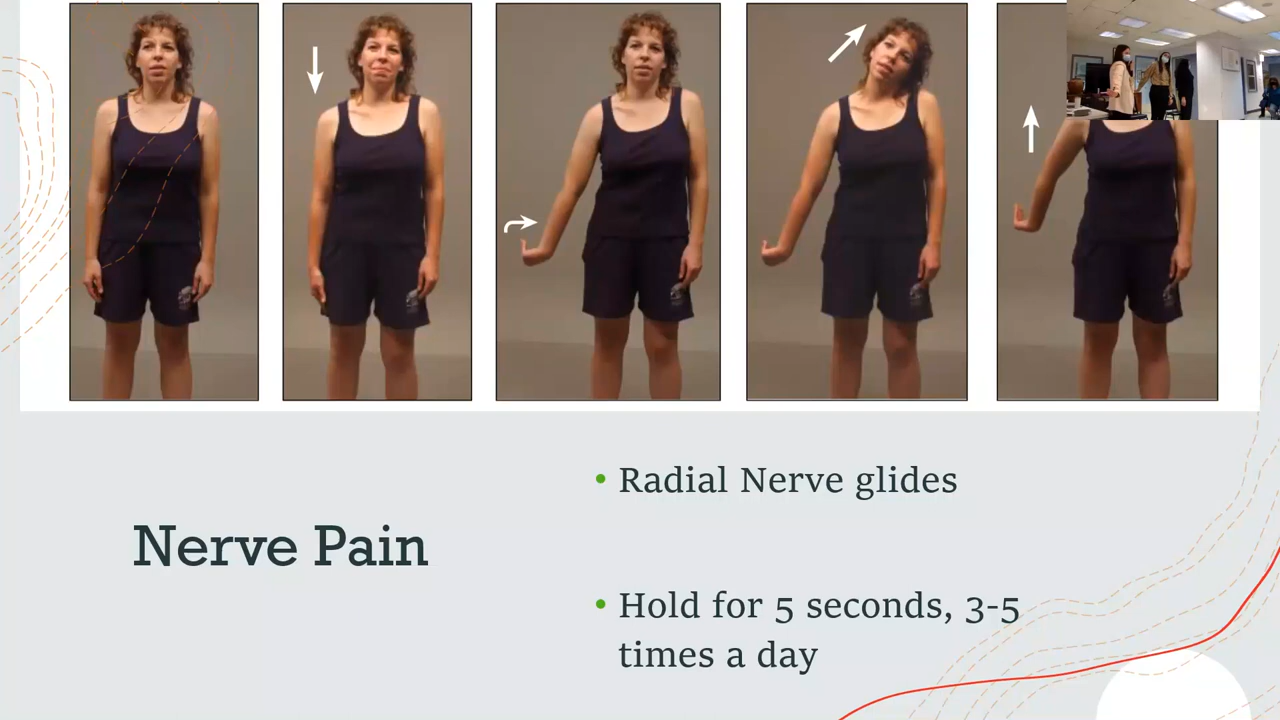 Nerve Pain
• Radial Nerve glides
• Hold for 5 seconds, 3-5
times a day